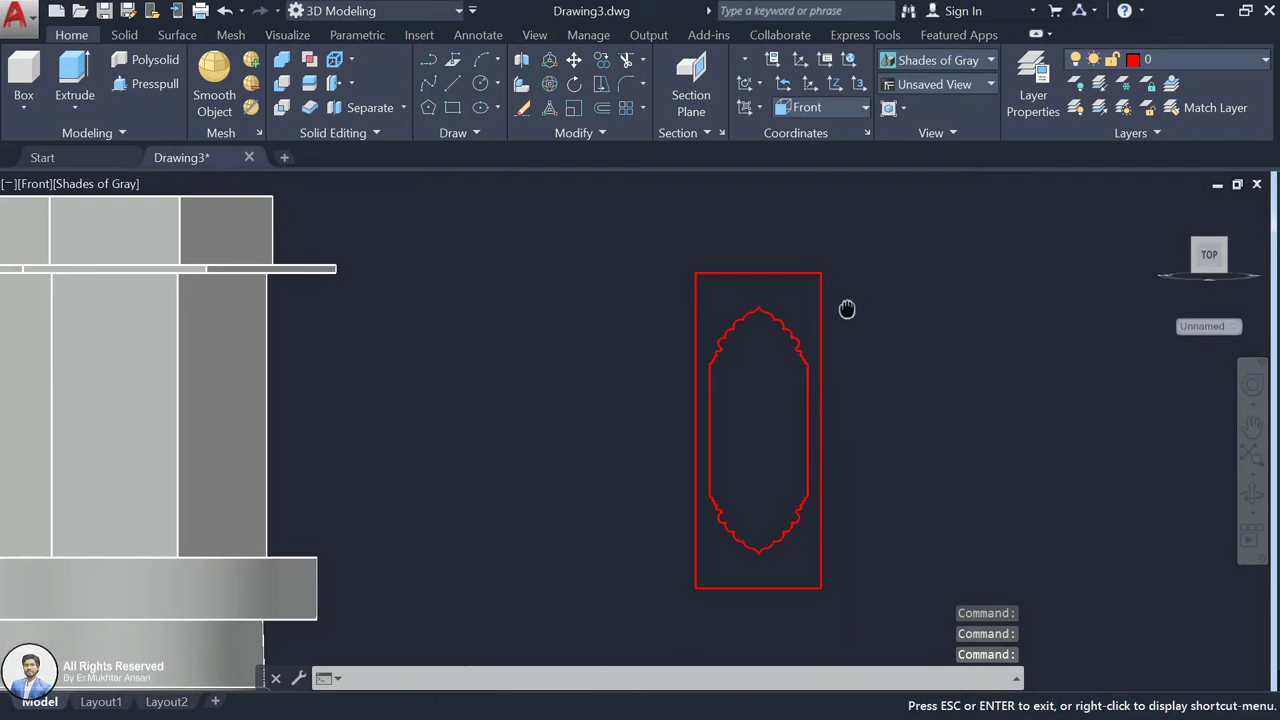 3D Modeling
Drawing3.dwg
Type a keyword or phrase
Sign In
Home
Solid
Surface
Mesh
Visualize
Parametric
Insert
Annotate
View
Manage
Output
Add-ins
Collaborate
Express Tools
Featured Apps
Box
Extrude
Polysolid
Presspull
Smooth
Object
Separate
Section
Plane
Front
Shades of Gray
Unsaved View
Layer
Properties
0
Match Layer
Modeling
Mesh
Solid Editing
Draw
Modify
Section
Coordinates
View
Layers
Start
Drawing3*
[−][Front][Shades of Gray]
TOP
Unnamed
Command:
Command:
Command:
All Rights Reserved
By Er.Mukhtar Ansari
Model
Layout1
Layout2
Press ESC or ENTER to exit, or right-click to display shortcut-menu.